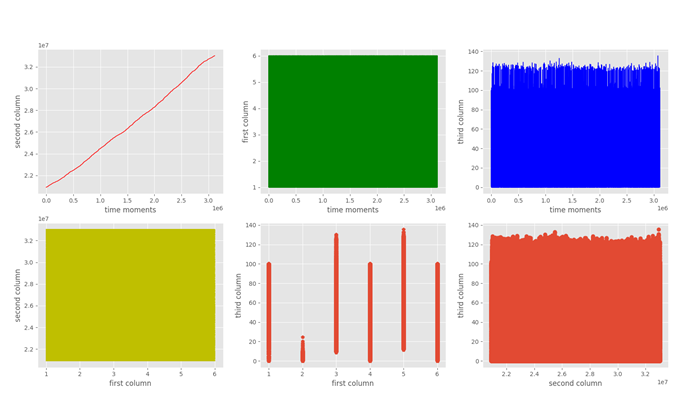 1e7
3.2
3.0
2.8
2.6
2.4
2.2
second column
0.0 0.5 1.0 1.5 2.0 2.5 3.0
time moments
1e6
6
5
4
3
2
1
first column
0.0 0.5 1.0 1.5 2.0 2.5 3.0
time moments
1e6
140
120
100
80
60
40
20
0
third column
0.0 0.5 1.0 1.5 2.0 2.5 3.0
time moments
1e6
1e7
3.2
3.0
2.8
2.6
2.4
2.2
second column
1 2 3 4 5 6
first column
140
120
100
80
60
40
20
0
third column
1 2 3 4 5 6
first column
140
120
100
80
60
40
20
0
third column
2.2 2.4 2.6 2.8 3.0 3.2
second column
1e7